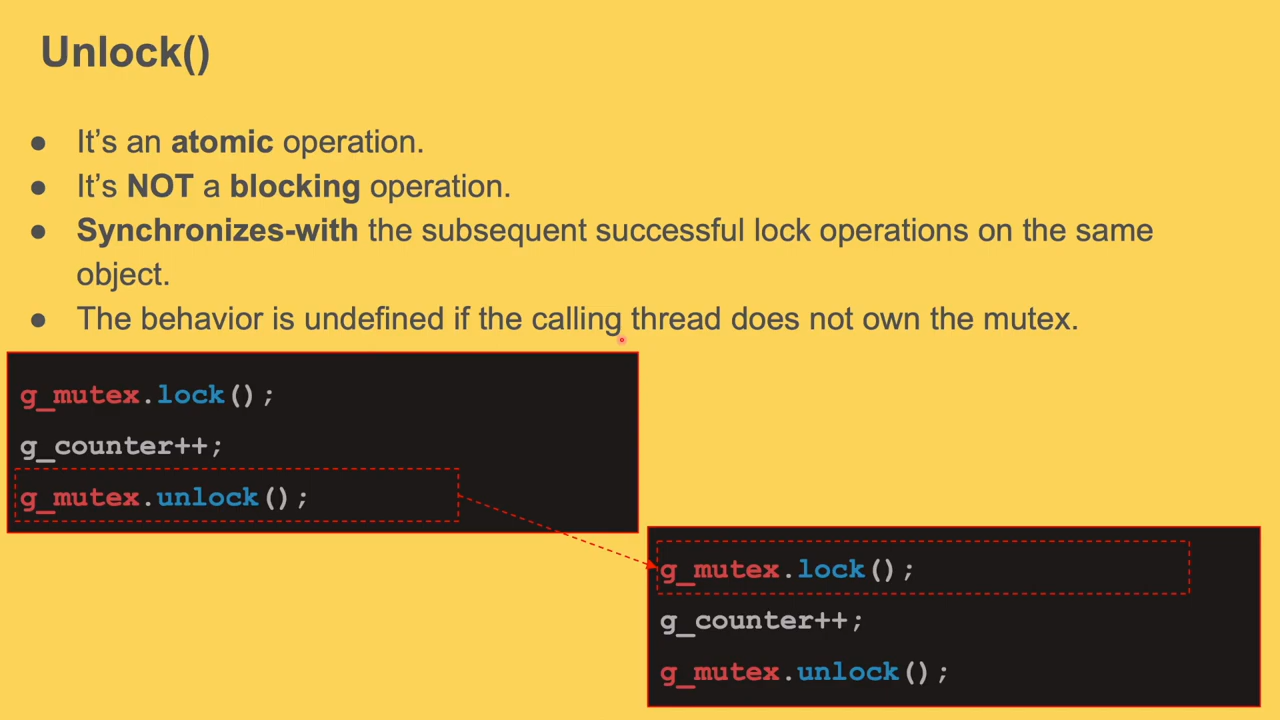 Unlock()
● It’s an atomic operation.
● It’s NOT a blocking operation.
● Synchronizes-with the subsequent successful lock operations on the same
object.
● The behavior is undefined if the calling thread does not own the mutex.
g_mutex.lock();
g_counter++;
g_mutex.unlock();
g_mutex.lock();
g_counter++;
g_mutex.unlock();